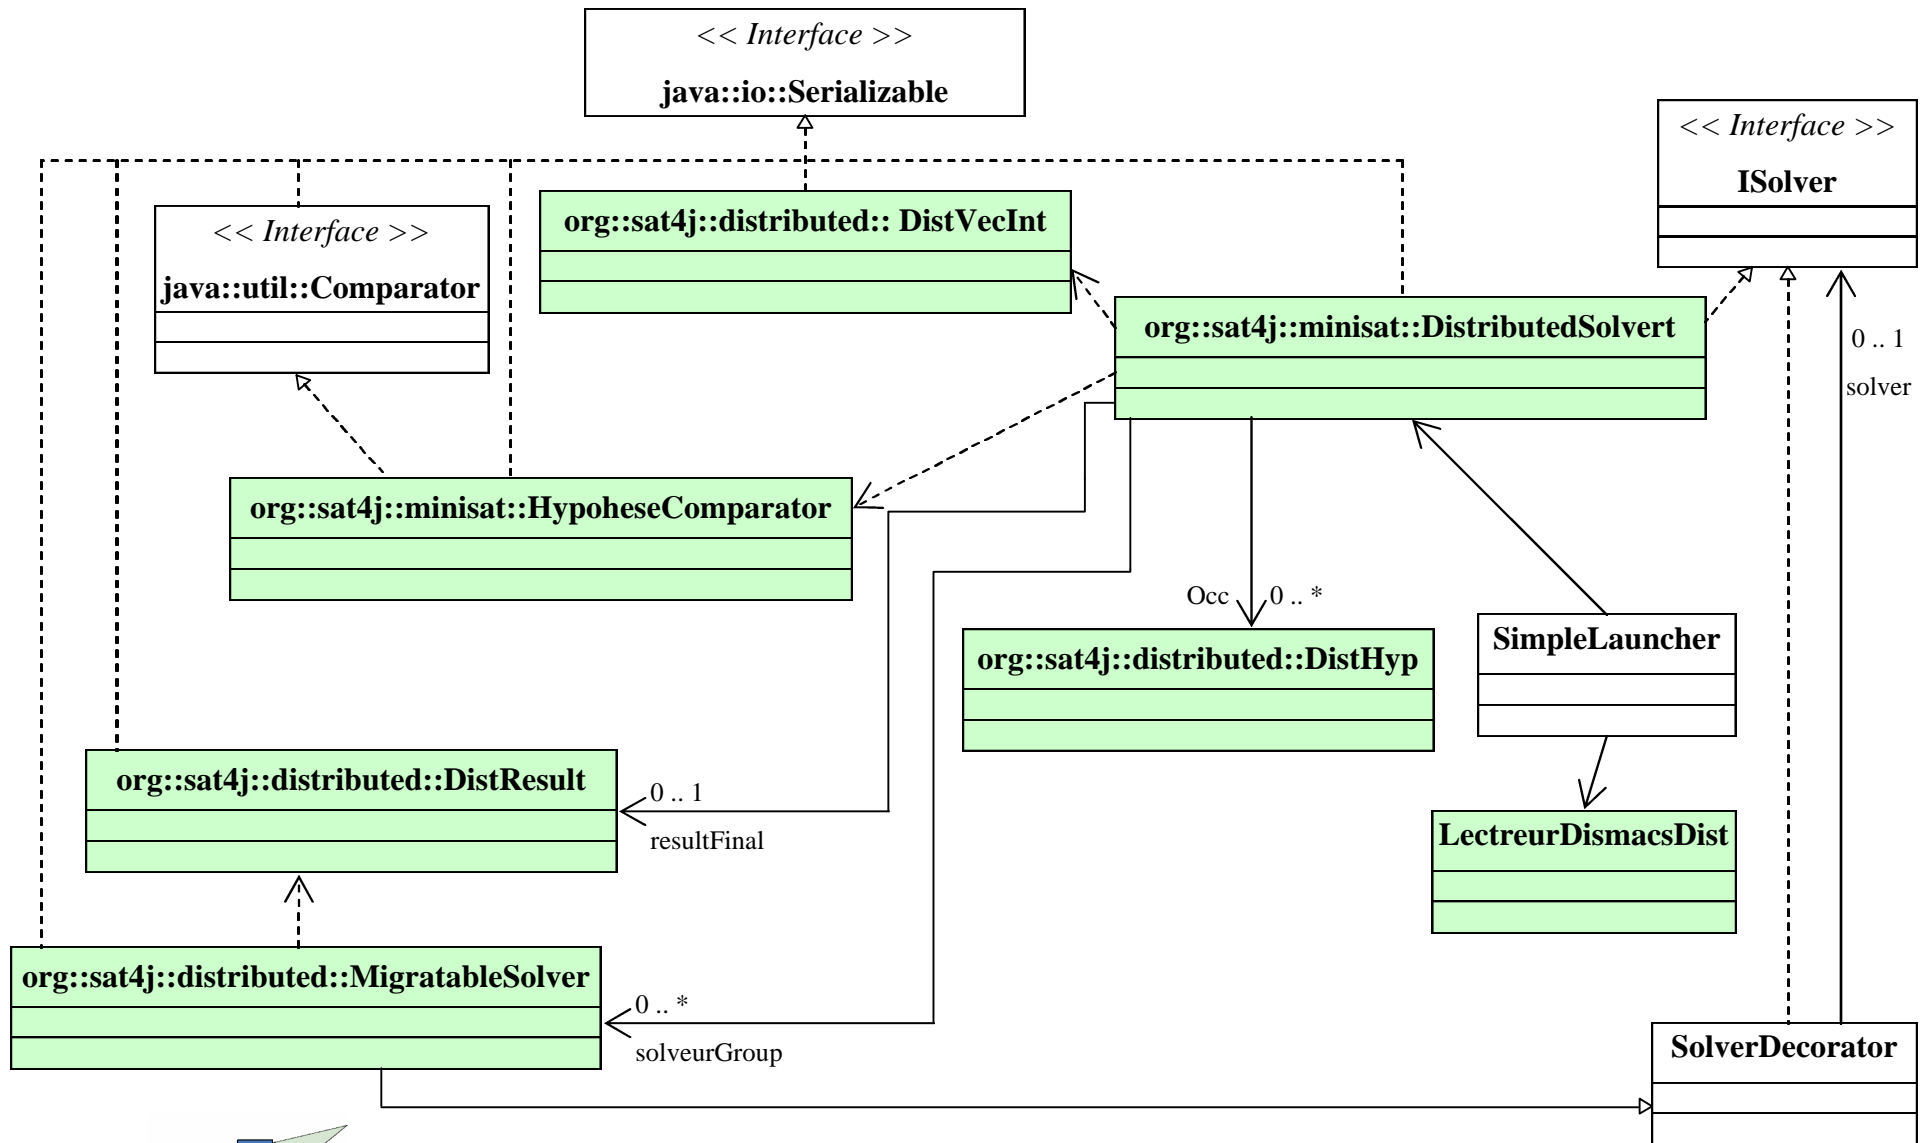 << Interface >>
java::io::Serializable
<< Interface >>
ISolver
<< Interface >>
java::util::Comparator
org::sat4j::distributed:: DistVecInt
org::sat4j::minisat::DistributedSolvert
0 .. 1
solver
org::sat4j::minisat::HypoheseComparator
Occ
0 .. *
org::sat4j::distributed::DistHyp
SimpleLauncher
org::sat4j::distributed::DistResult
0 .. 1
resultFinal
LectreurDismacsDist
org::sat4j::distributed::MigratableSolver
0 .. *
solveurGroup
SolverDecorator